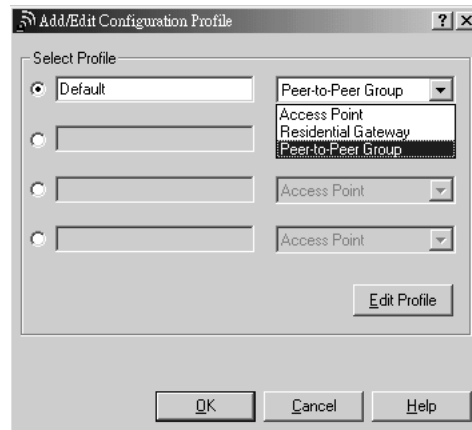 Add/Edit Configuration Profile
Select Profile
Default
Peer-to-Peer Group
Access Point
Residential Gateway
Peer-to-Peer Group
Access Point
Access Point
Edit Profile
OK
Cancel
Help